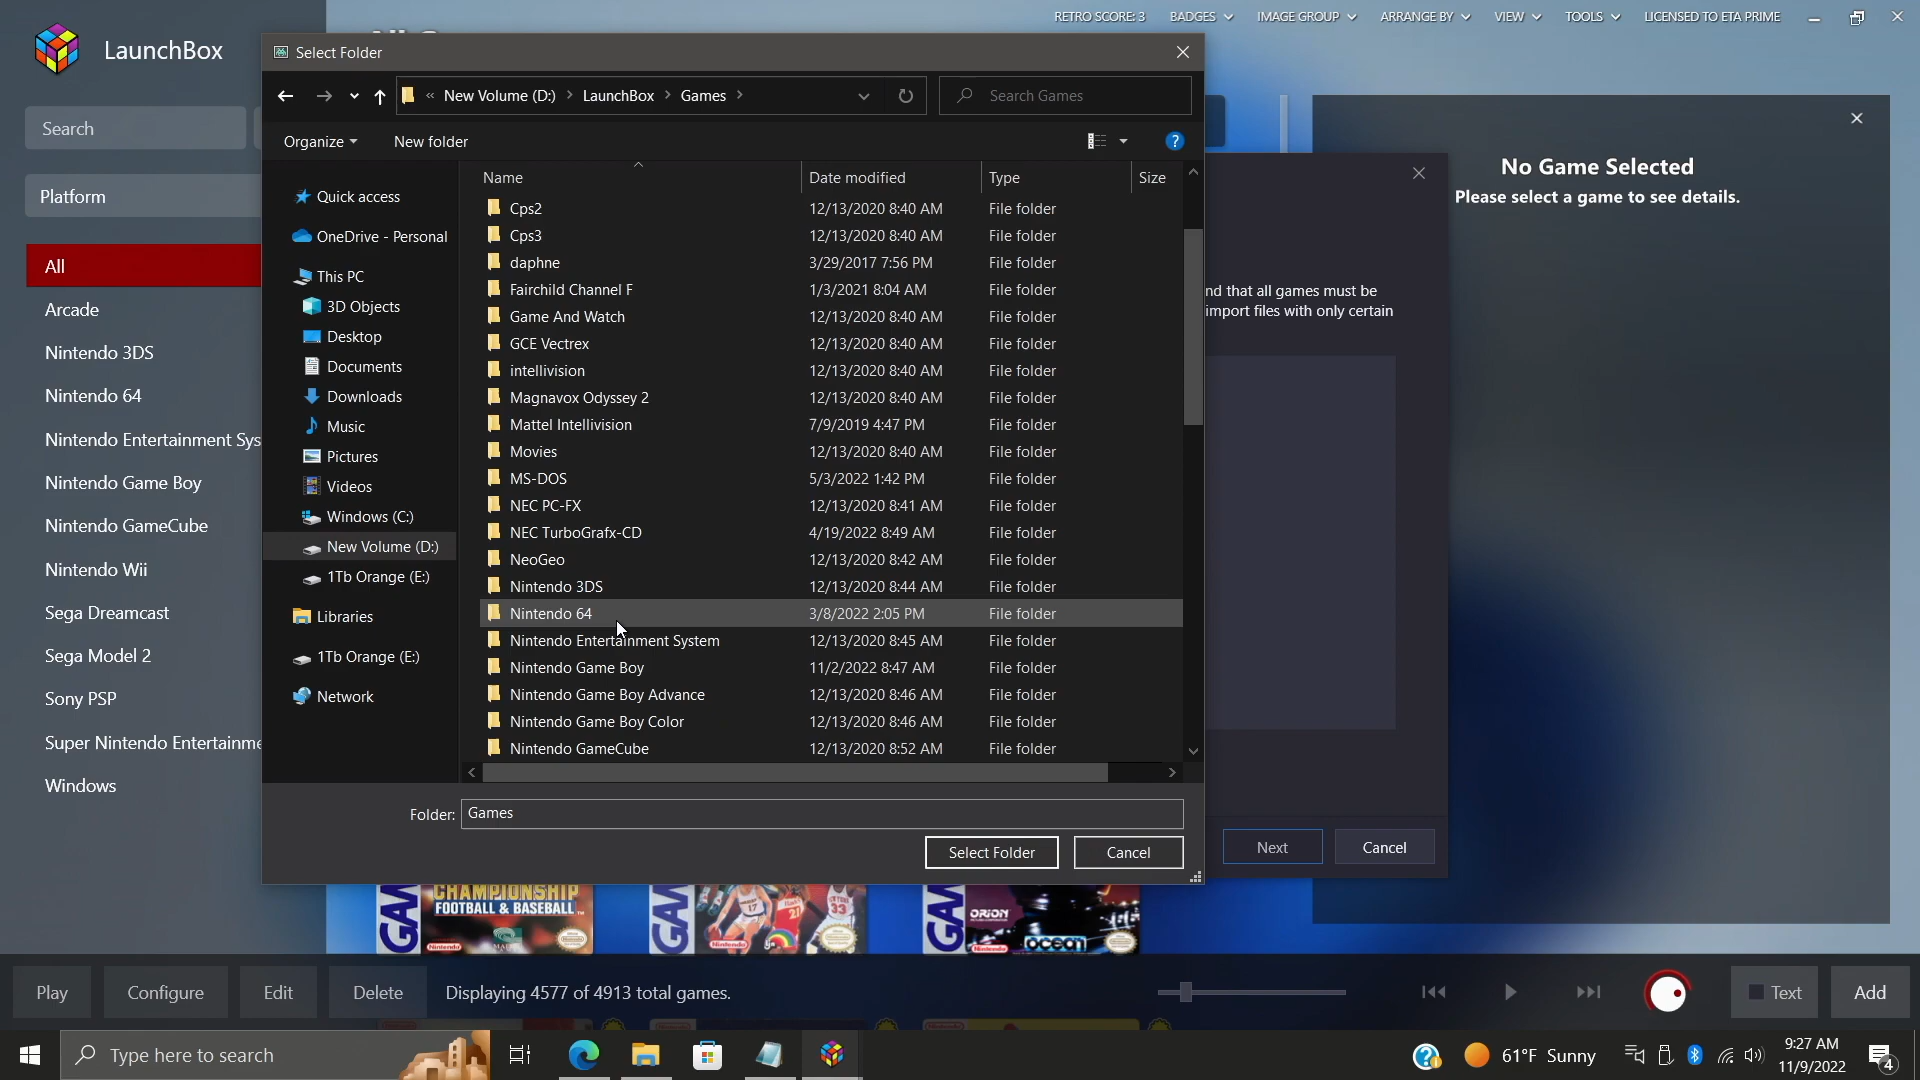 RETRO SCORE: 3
BADGES
IMAGE GROUP
ARRANGE BY
VIEW
TOOLS
LICENSED TO ETA PRIME
LaunchBox
Select Folder
« New Volume (D:) > LaunchBox > Games >
Search Games
Organize
New folder
Search
Platform
All
Arcade
Nintendo 3DS
Nintendo 64
Nintendo Entertainment Sys
Nintendo Game Boy
Nintendo GameCube
Nintendo Wii
Sega Dreamcast
Sega Model 2
Sony PSP
Super Nintendo Entertainme
Windows
Quick access
OneDrive - Personal
This PC
3D Objects
Desktop
Documents
Downloads
Music
Pictures
Videos
Windows (C:)
New Volume (D:)
1Tb Orange (E:)
Libraries
1Tb Orange (E:)
Network
Name Date modified Type Size
Cps2 12/13/2020 8:40 AM File folder
Cps3 12/13/2020 8:40 AM File folder
daphne 3/29/2017 7:56 PM File folder
Fairchild Channel F 1/3/2021 8:04 AM File folder
Game And Watch 12/13/2020 8:40 AM File folder
GCE Vectrex 12/13/2020 8:40 AM File folder
intellivision 12/13/2020 8:40 AM File folder
Magnavox Odyssey 2 12/13/2020 8:40 AM File folder
Mattel Intellivision 7/9/2019 4:47 PM File folder
Movies 12/13/2020 8:40 AM File folder
MS-DOS 5/3/2022 1:42 PM File folder
NEC PC-FX 12/13/2020 8:41 AM File folder
NEC TurboGrafx-CD 4/19/2022 8:49 AM File folder
NeoGeo 12/13/2020 8:42 AM File folder
Nintendo 3DS 12/13/2020 8:44 AM File folder
Nintendo 64 3/8/2022 2:05 PM File folder
Nintendo Entertainment System 12/13/2020 8:45 AM File folder
Nintendo Game Boy 11/2/2022 8:47 AM File folder
Nintendo Game Boy Advance 12/13/2020 8:46 AM File folder
Nintendo Game Boy Color 12/13/2020 8:46 AM File folder
Nintendo GameCube 12/13/2020 8:52 AM File folder
Folder: Games
Select Folder
Cancel
nd that all games must be
import files with only certain
Next
Cancel
No Game Selected
Please select a game to see details.
GAM
CHAMPIONSHIP
FOOTBALL & BASEBALL
Nintendo
GAM
Nintendo
GAM
ORION
Nintendo
ocean
Play
Configure
Edit
Delete
Displaying 4577 of 4913 total games.
Text
Add
Type here to search
61°F Sunny
9:27 AM
11/9/2022
4